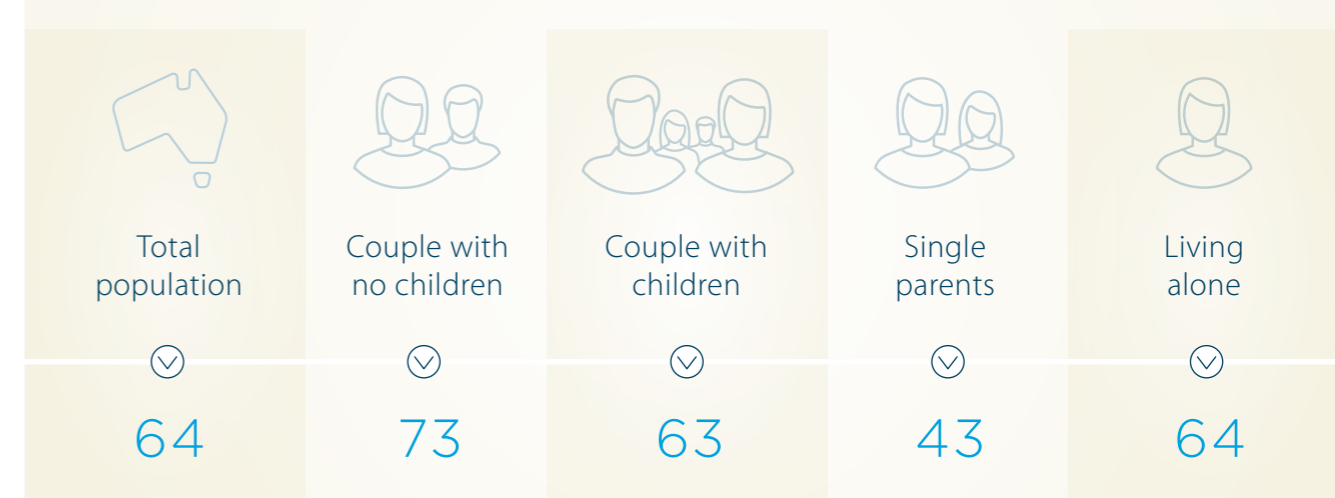 Total
population
Couple with
no children
Couple with
children
Single
parents
Living
alone
64
73
63
43
64